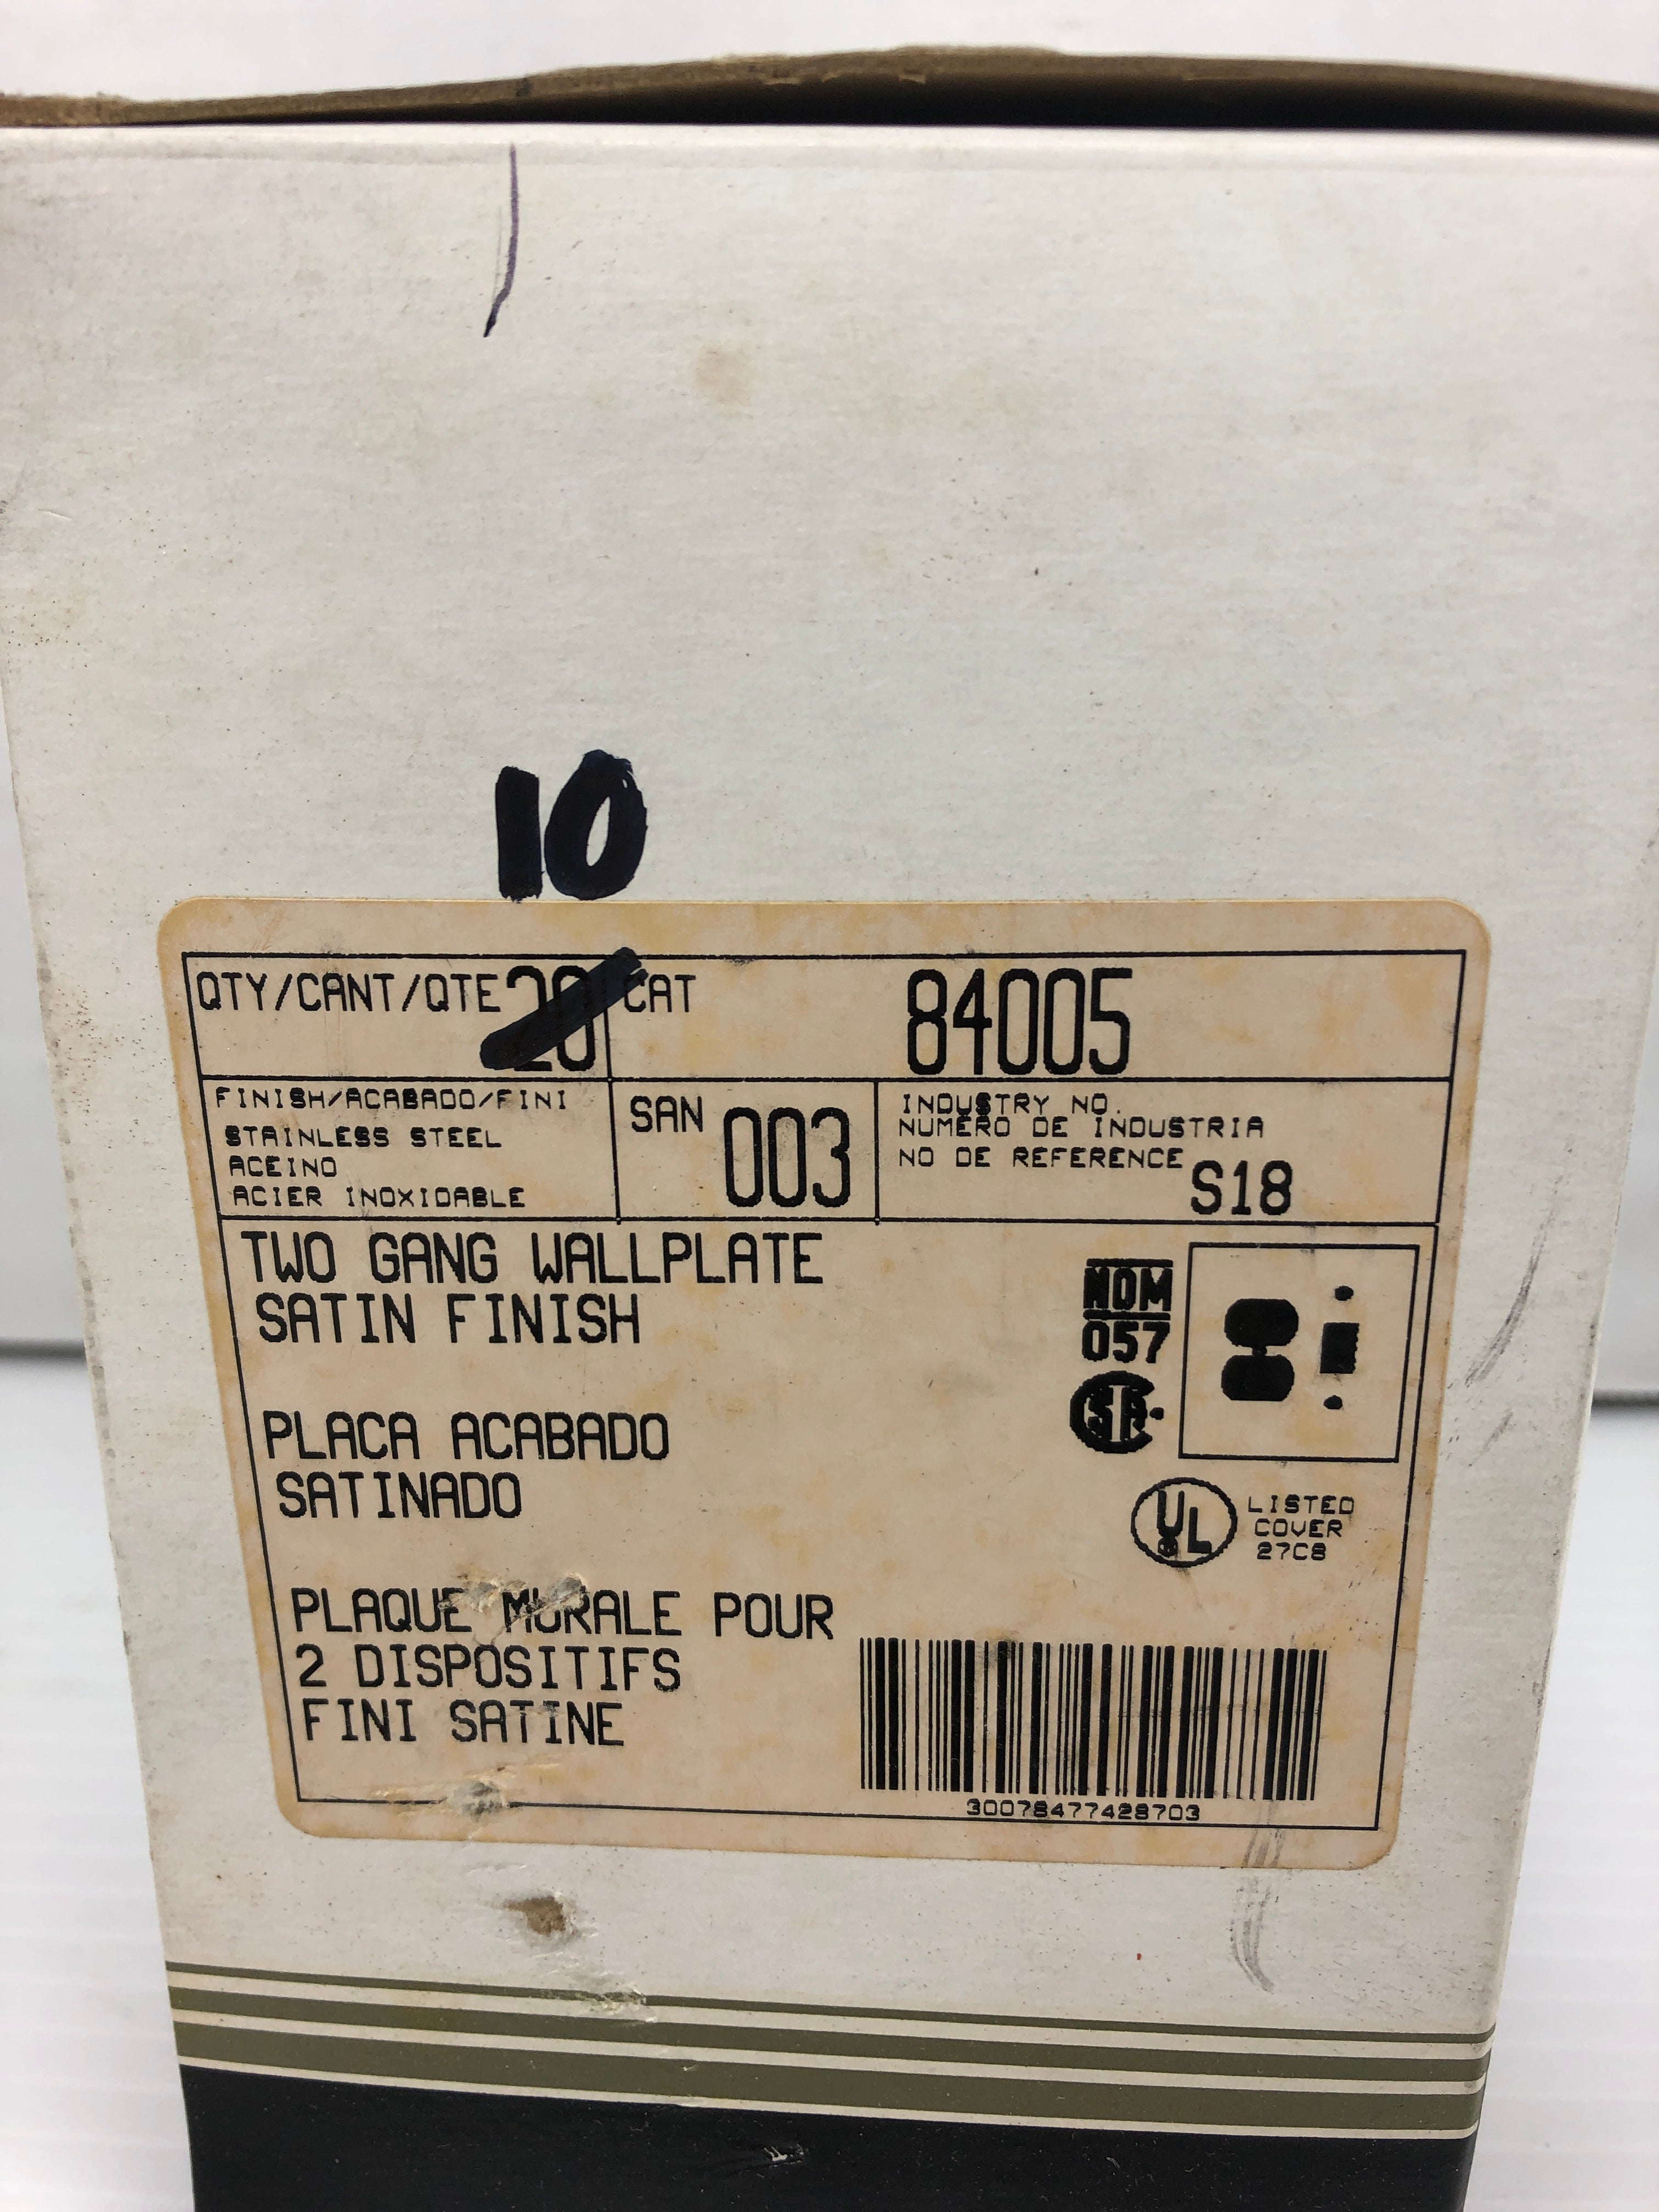 10
QTY/CANT/QTE 20 CAT 84005
FINISH/ACABADO/FINI
STAINLESS STEEL
ACEINO
ACIER INOXIDABLE
SAN 003
INDUSTRY NO.
NUMERO DE INDUSTRIA
NO DE REFERENCE S18
TWO GANG WALLPLATE
SATIN FINISH
PLACA ACABADO
SATINADO
PLAQUE MURALE POUR
2 DISPOSITIFS
FINI SATINE
NOM
057
SA
UL LISTED
COVER
27C8
30078477428703